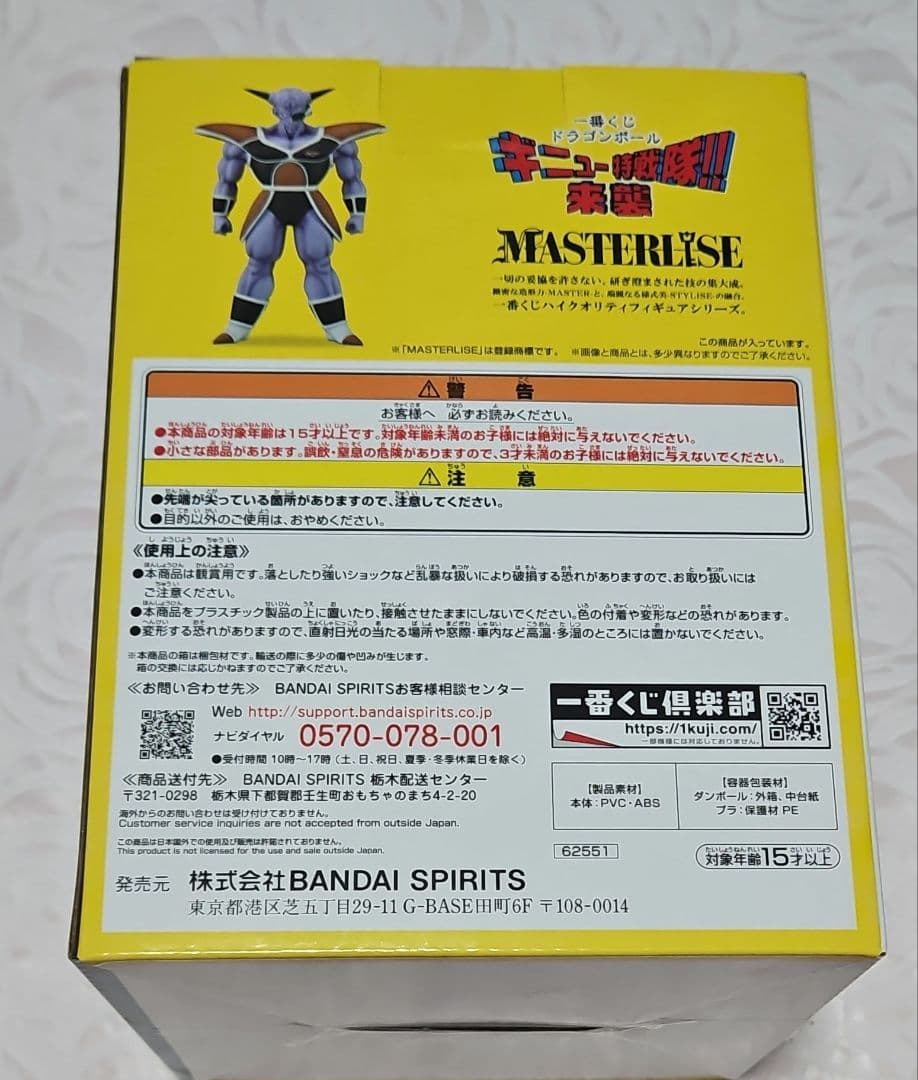 一番くじ
ドラゴンボール
ギニュー特戦隊!!
来襲
MASTERLISE
一切の妥協を許さない、研ぎ澄まされた技の集大成。
緻密な造形力-MASTER-と、端麗なる様式美-STYLISE-の融合。
一番くじハイクオリティフィギュアシリーズ。
この商品が入っています。
※「MASTERLISE」は登録商標です。 ※画像と商品とは、多少異なりますのでご了承ください。
⚠警告
お客様へ 必ずお読みください。
●本商品の対象年齢は15才以上です。対象年齢未満のお子様には絶対に与えないでください。
●小さな部品があります。誤飲・窒息の危険がありますので、3才未満のお子様には絶対に与えないでください。
⚠注意
●先端が尖っている箇所がありますので、注意してください。
●目的以外のご使用は、おやめください。
《使用上の注意》
●本商品は観賞用です。落としたり強いショックなど乱暴な扱いにより破損する恐れがありますので、お取り扱いには
ご注意ください。
●本商品をプラスチック製品の上に置いたり、接触させたままにしないでください。色の付着や変形などの恐れがあります。
●変形する恐れがありますので、直射日光の当たる場所や窓際・車内など高温・多湿のところには置かないでください。
※本商品の箱は梱包材です。輸送の際に多少の傷や凹みが生じます。
箱の交換には応じかねますのでご了承ください。
≪お問い合わせ先≫ BANDAI SPIRITSお客様相談センター
Web http://support.bandaispirits.co.jp
ナビダイヤル 0570-078-001
●受付時間 10時〜17時(土、日、祝日、夏季・冬季休業日を除く)
≪商品送付先≫ BANDAI SPIRITS 栃木配送センター
〒321-0298 栃木県下都賀郡壬生町おもちゃのまち4-2-20
海外からのお問い合わせは受け付けておりません。
Customer service inquiries are not accepted from outside Japan.
この商品は日本国外での使用及び販売は許諾されておりません。
This product is not licensed for the use and sale outside Japan.
一番くじ倶楽部
https://1kuji.com/
一部機種には対応しておりません。
【製品素材】
本体:PVC・ABS
【容器包装材】
ダンボール:外箱、中台紙
プラ:保護材 PE
62551
対象年齢15才以上
発売元 株式会社BANDAI SPIRITS
東京都港区芝五丁目29-11 G-BASE田町6F 〒108-0014